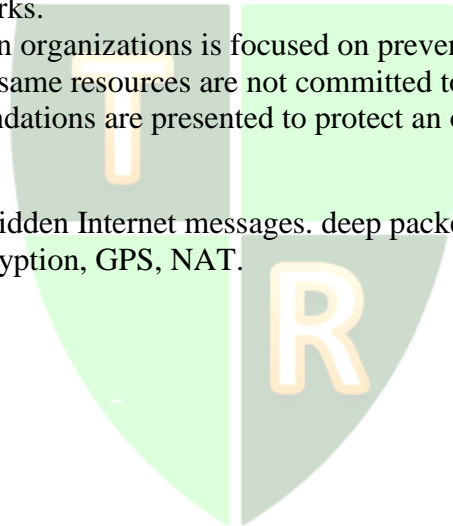 rks.
n organizations is focused on preven
same resources are not committed to
ndations are presented to protect an o
idden Internet messages. deep packe
yption, GPS, NAT.
T
R